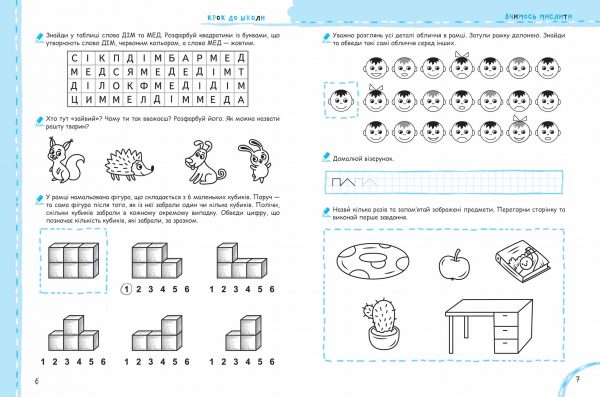 КРОК ДО ШКОЛИ
Знайди у таблиці слова ДІМ та МЕД. Розфарбуй квадратики із буквами, що
утворюють слово ДІМ, червоним кольором, а слово МЕД — жовтим.
С І К П Д І М Б А Р М Е Д
М Е Д С Я М Е Д Е Д І М Т
Д І Л О К Ф М Е Д І Д І М
Ц И М М Е Л Д І М М Е Д А
Хто тут “зайвий”? Чому ти так вважаєш? Розфарбуй його. Як можна назвати
решту тварин?
У рамці намальована фігура, що складається з 6 маленьких кубиків. Поруч —
та сама фігура після того, як із неї забрали один чи кілька кубиків. Полічи,
скільки кубиків забрали в кожному окремому випадку. Обведи цифру, що
позначає кількість кубиків, які забрали, за зразком.
1 2 3 4 5 6 1 2 3 4 5 6
1 2 3 4 5 6 1 2 3 4 5 6 1 2 3 4 5 6
6
ВЧИМОСЬ МИСЛИТИ
Уважно розглянь усі деталі обличчя в рамці. Затули рамку долонею. Знайди
та обведи такі самі обличчя серед інших.
Домалюй візерунок.
Назви кілька разів та запам'ятай зображені предмети. Перегорни сторінку та
виконай перше завдання.
7